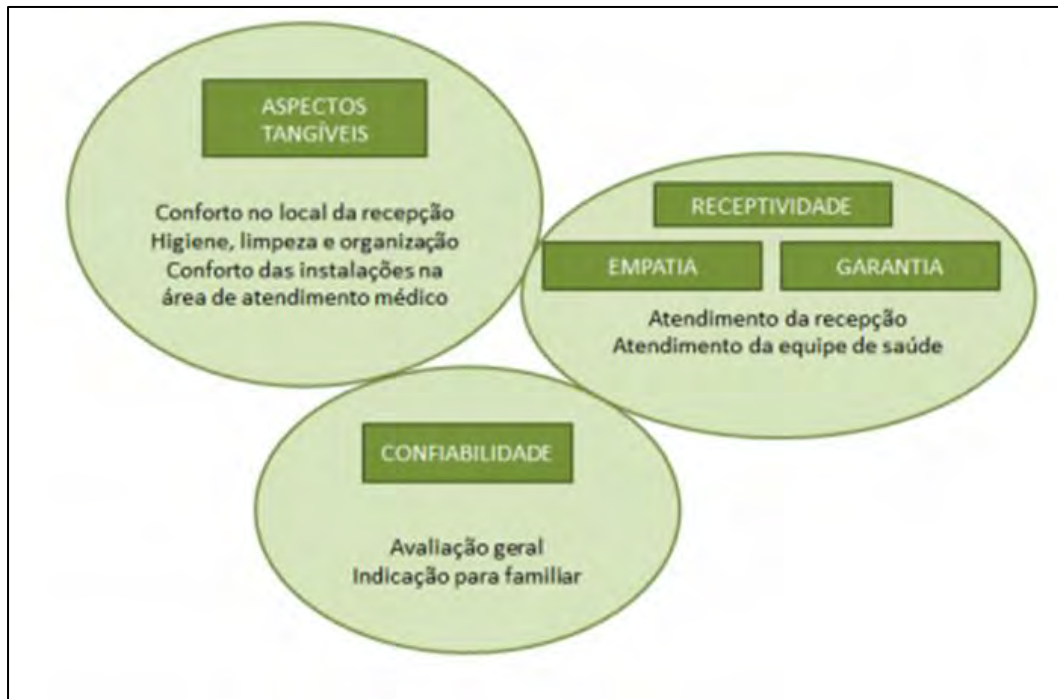 ASPECTOS
TANGÍVEIS
Conforto no local da recepção
Higiene, limpeza e organização
Conforto das instalações na
área de atendimento médico
RECEPTIVIDADE
EMPATIA
GARANTIA
Atendimento da recepção
Atendimento da equipe de saúde
CONFIABILIDADE
Avaliação geral
Indicação para familiar